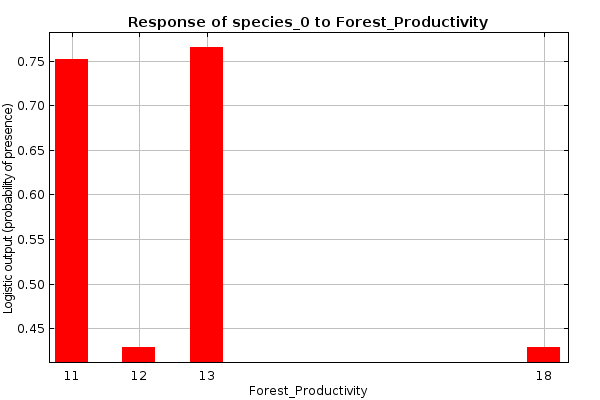 Response of species_0 to Forest_Productivity
Logistic output (probability of presence)
0.75
0.70
0.65
0.60
0.55
0.50
0.45
11 12 13 18
Forest_Productivity